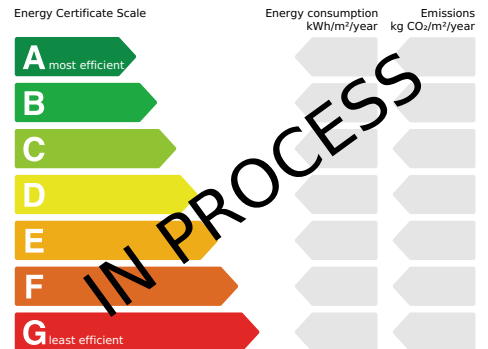 Energy Certificate Scale
Energy consumption
kWh/m²/year
Emissions
kg CO₂/m²/year
A most efficient
B
C
D
E
F
G least efficient
IN PROCESS